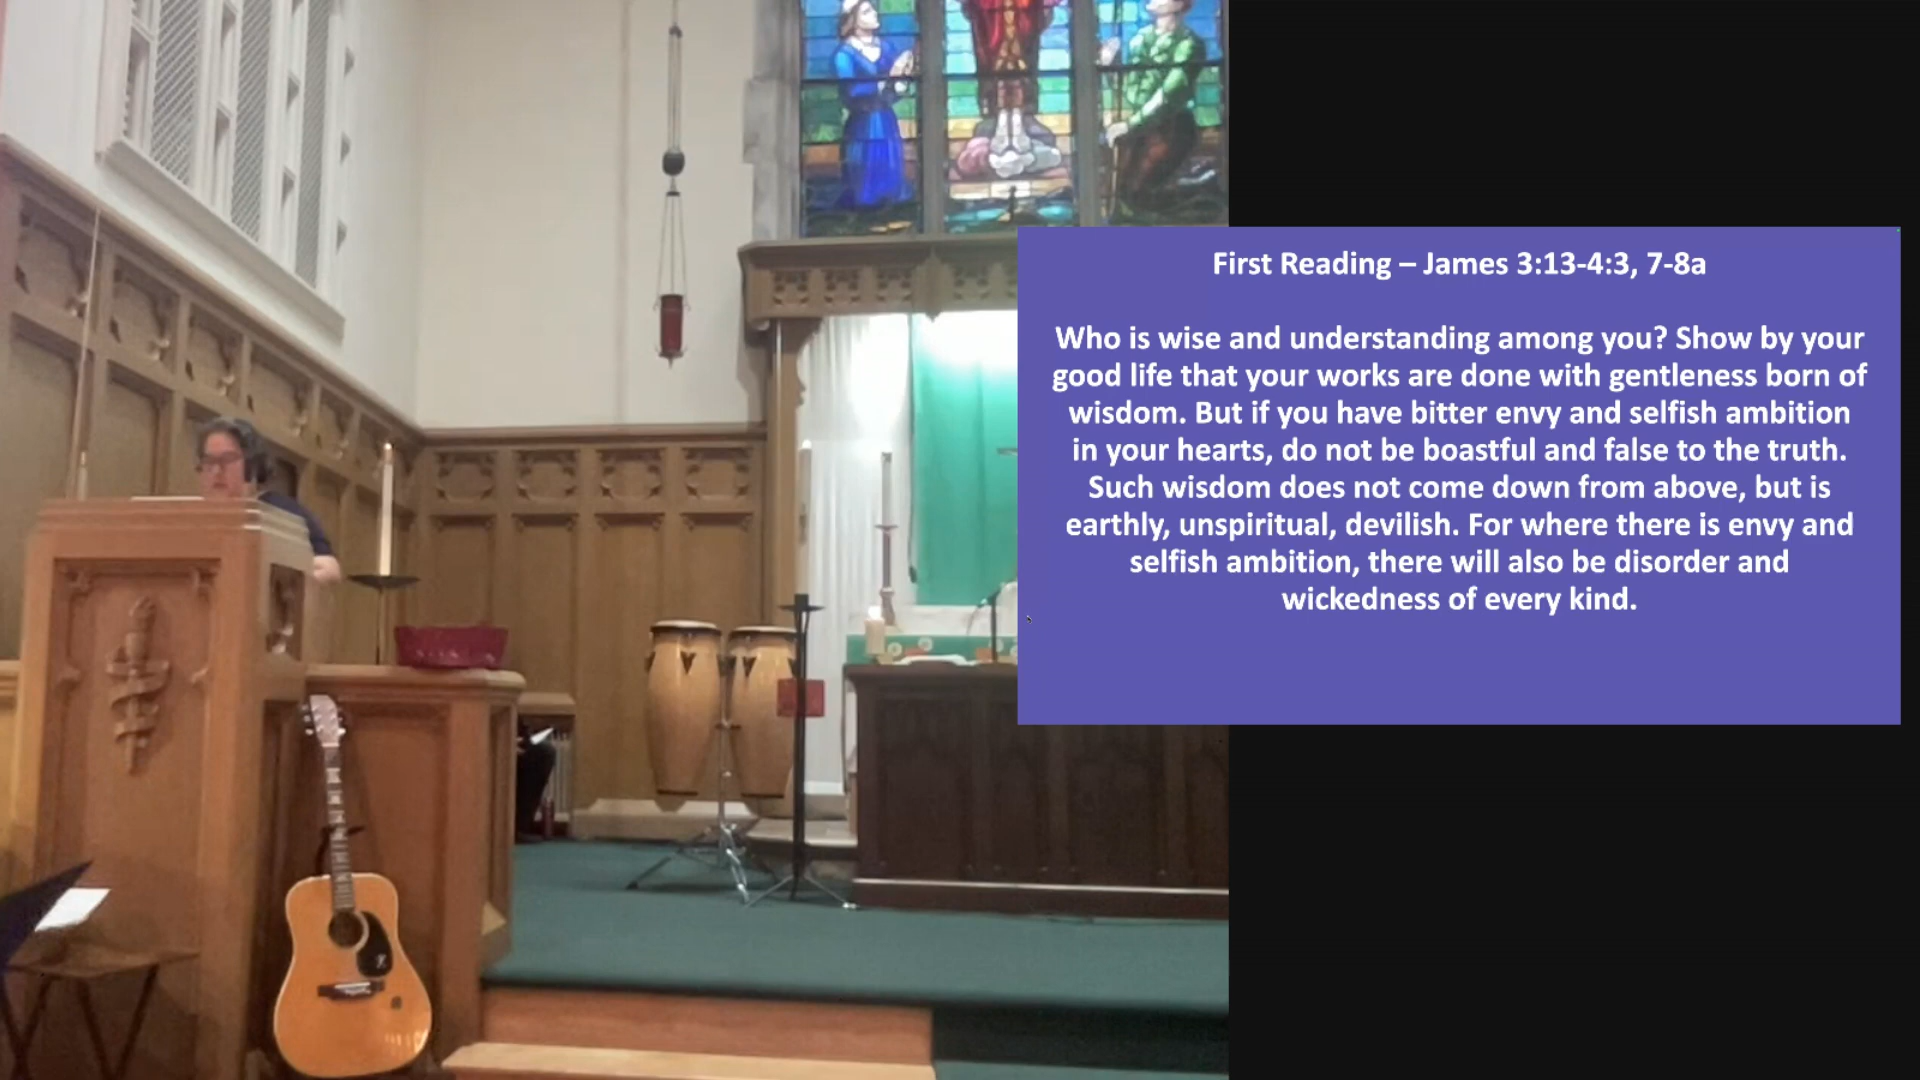 First Reading – James 3:13-4:3, 7-8a
Who is wise and understanding among you? Show by your
good life that your works are done with gentleness born of
wisdom. But if you have bitter envy and selfish ambition
in your hearts, do not be boastful and false to the truth.
Such wisdom does not come down from above, but is
earthly, unspiritual, devilish. For where there is envy and
selfish ambition, there will also be disorder and
wickedness of every kind.